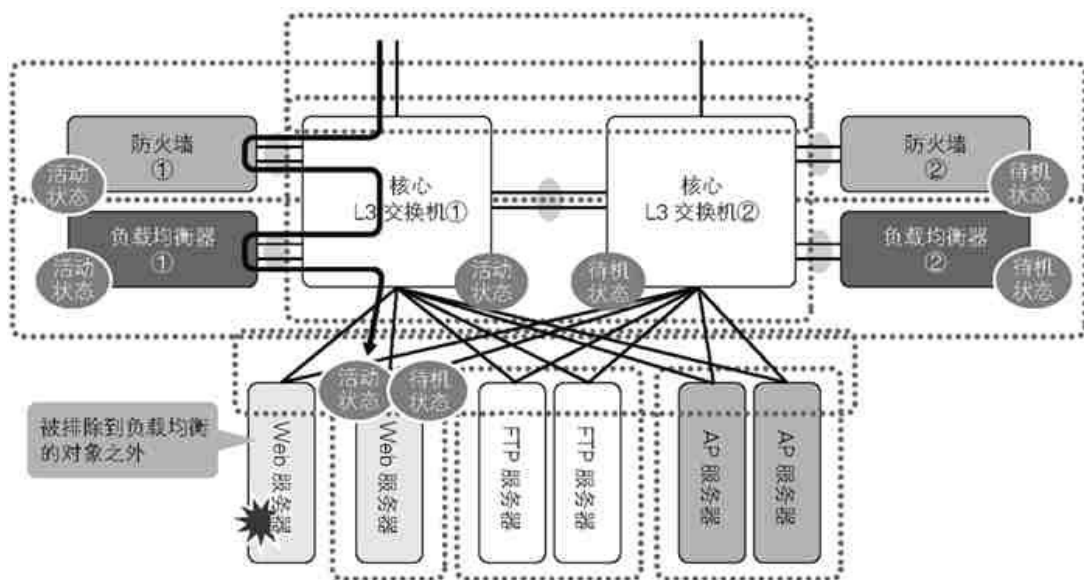 防火墙
①
活动
状态
负载均衡器
①
活动
状态
核心
L3 交换机①
活动
状态
核心
L3 交换机②
待机
状态
防火墙
②
待机
状态
负载均衡器
②
待机
状态
被排除到负载均衡
的对象之外
Web 服务器
活动
状态
待机
状态
Web 服务器
FTP 服务器
FTP 服务器
AP 服务器
AP 服务器